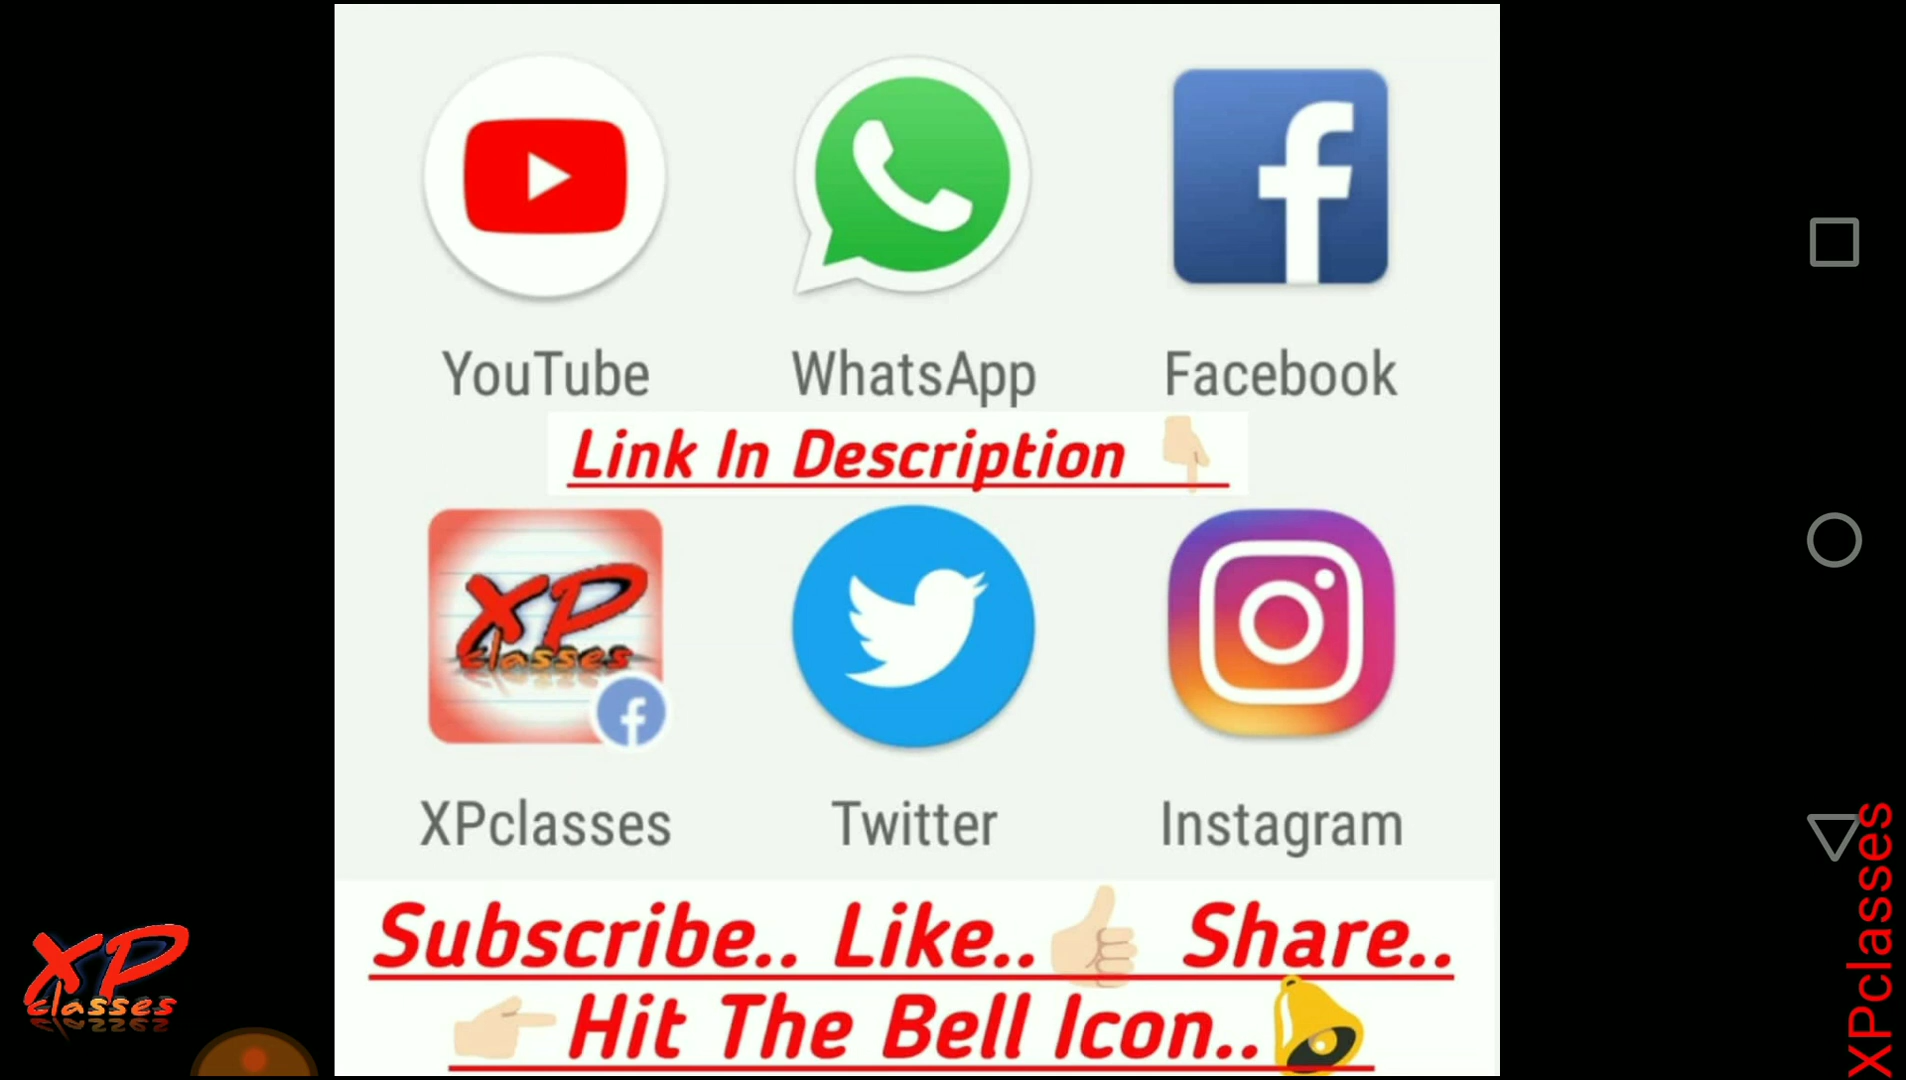 YouTube WhatsApp Facebook
Link In Description
XP
classes
XPclasses Twitter Instagram
Subscribe.. Like.. Share..
Hit The Bell Icon..
XP
classes
XPclasses